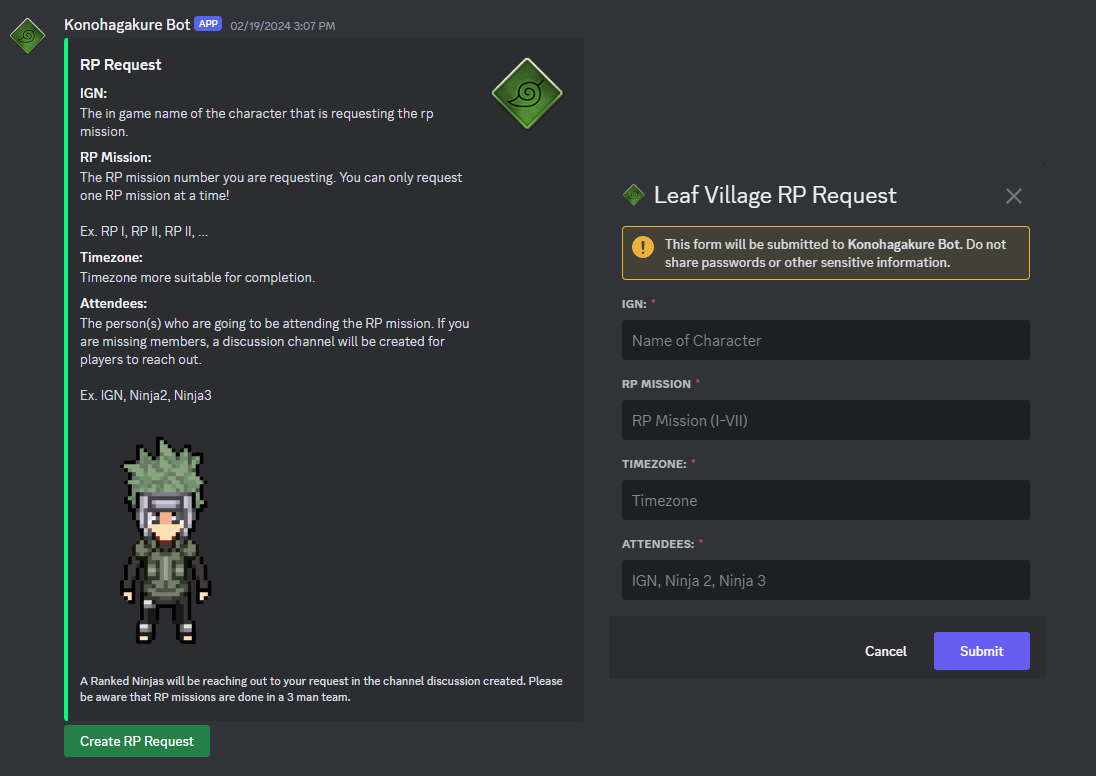 Konohagakure Bot APP 02/19/2024 3:07 PM
RP Request
IGN:
The in game name of the character that is requesting the rp
mission.
RP Mission:
The RP mission number you are requesting. You can only request
one RP mission at a time!
Ex. RP I, RP II, RP II, ...
Timezone:
Timezone more suitable for completion.
Attendees:
The person(s) who are going to be attending the RP mission. If you
are missing members, a discussion channel will be created for
players to reach out.
Ex. IGN, Ninja2, Ninja3
A Ranked Ninjas will be reaching out to your request in the channel discussion created. Please
be aware that RP missions are done in a 3 man team.
Create RP Request
Leaf Village RP Request
This form will be submitted to Konohagakure Bot. Do not
share passwords or other sensitive information.
IGN: *
Name of Character
RP MISSION *
RP Mission (I-VII)
TIMEZONE: *
Timezone
ATTENDEES: *
IGN, Ninja 2, Ninja 3
Cancel
Submit